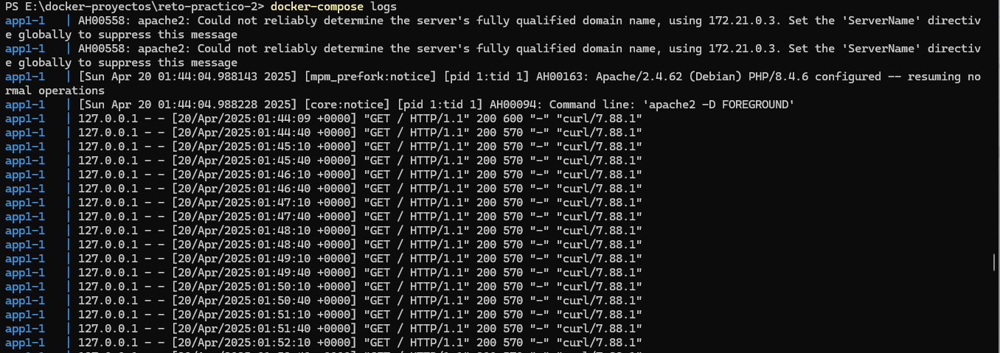 PS E:\docker-proyectos\reto-practico-2> docker-compose logs
app1-1   | AH00558: apache2: Could not reliably determine the server's fully qualified domain name, using 172.21.0.3. Set the 'ServerName' directiv
e globally to suppress this message
app1-1   | AH00558: apache2: Could not reliably determine the server's fully qualified domain name, using 172.21.0.3. Set the 'ServerName' directiv
e globally to suppress this message
app1-1   | [Sun Apr 20 01:44:04.988143 2025] [mpm_prefork:notice] [pid 1:tid 1] AH00163: Apache/2.4.62 (Debian) PHP/8.4.6 configured -- resuming no
rmal operations
app1-1   | [Sun Apr 20 01:44:04.988228 2025] [core:notice] [pid 1:tid 1] AH00094: Command line: 'apache2 -D FOREGROUND'
app1-1   | 127.0.0.1 - - [20/Apr/2025:01:44:09 +0000] "GET / HTTP/1.1" 200 600 "-" "curl/7.88.1"
app1-1   | 127.0.0.1 - - [20/Apr/2025:01:44:40 +0000] "GET / HTTP/1.1" 200 570 "-" "curl/7.88.1"
app1-1   | 127.0.0.1 - - [20/Apr/2025:01:45:10 +0000] "GET / HTTP/1.1" 200 570 "-" "curl/7.88.1"
app1-1   | 127.0.0.1 - - [20/Apr/2025:01:45:40 +0000] "GET / HTTP/1.1" 200 570 "-" "curl/7.88.1"
app1-1   | 127.0.0.1 - - [20/Apr/2025:01:46:10 +0000] "GET / HTTP/1.1" 200 570 "-" "curl/7.88.1"
app1-1   | 127.0.0.1 - - [20/Apr/2025:01:46:40 +0000] "GET / HTTP/1.1" 200 570 "-" "curl/7.88.1"
app1-1   | 127.0.0.1 - - [20/Apr/2025:01:47:10 +0000] "GET / HTTP/1.1" 200 570 "-" "curl/7.88.1"
app1-1   | 127.0.0.1 - - [20/Apr/2025:01:47:40 +0000] "GET / HTTP/1.1" 200 570 "-" "curl/7.88.1"
app1-1   | 127.0.0.1 - - [20/Apr/2025:01:48:10 +0000] "GET / HTTP/1.1" 200 570 "-" "curl/7.88.1"
app1-1   | 127.0.0.1 - - [20/Apr/2025:01:48:40 +0000] "GET / HTTP/1.1" 200 570 "-" "curl/7.88.1"
app1-1   | 127.0.0.1 - - [20/Apr/2025:01:49:10 +0000] "GET / HTTP/1.1" 200 570 "-" "curl/7.88.1"
app1-1   | 127.0.0.1 - - [20/Apr/2025:01:49:40 +0000] "GET / HTTP/1.1" 200 570 "-" "curl/7.88.1"
app1-1   | 127.0.0.1 - - [20/Apr/2025:01:50:10 +0000] "GET / HTTP/1.1" 200 570 "-" "curl/7.88.1"
app1-1   | 127.0.0.1 - - [20/Apr/2025:01:50:40 +0000] "GET / HTTP/1.1" 200 570 "-" "curl/7.88.1"
app1-1   | 127.0.0.1 - - [20/Apr/2025:01:51:10 +0000] "GET / HTTP/1.1" 200 570 "-" "curl/7.88.1"
app1-1   | 127.0.0.1 - - [20/Apr/2025:01:51:40 +0000] "GET / HTTP/1.1" 200 570 "-" "curl/7.88.1"
app1-1   | 127.0.0.1 - - [20/Apr/2025:01:52:10 +0000] "GET / HTTP/1.1" 200 570 "-" "curl/7.88.1"